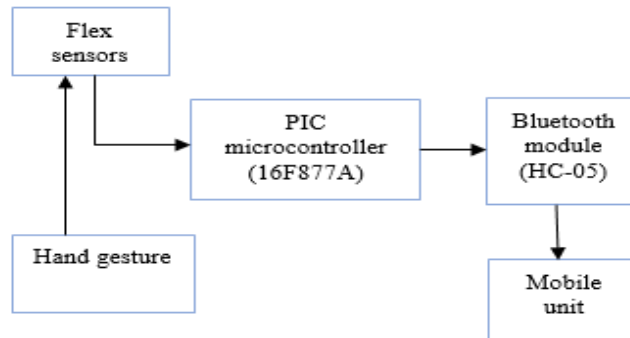 Flex
sensors
PIC
microcontroller
(16F877A)
Bluetooth
module
(HC-05)
Hand gesture
Mobile
unit